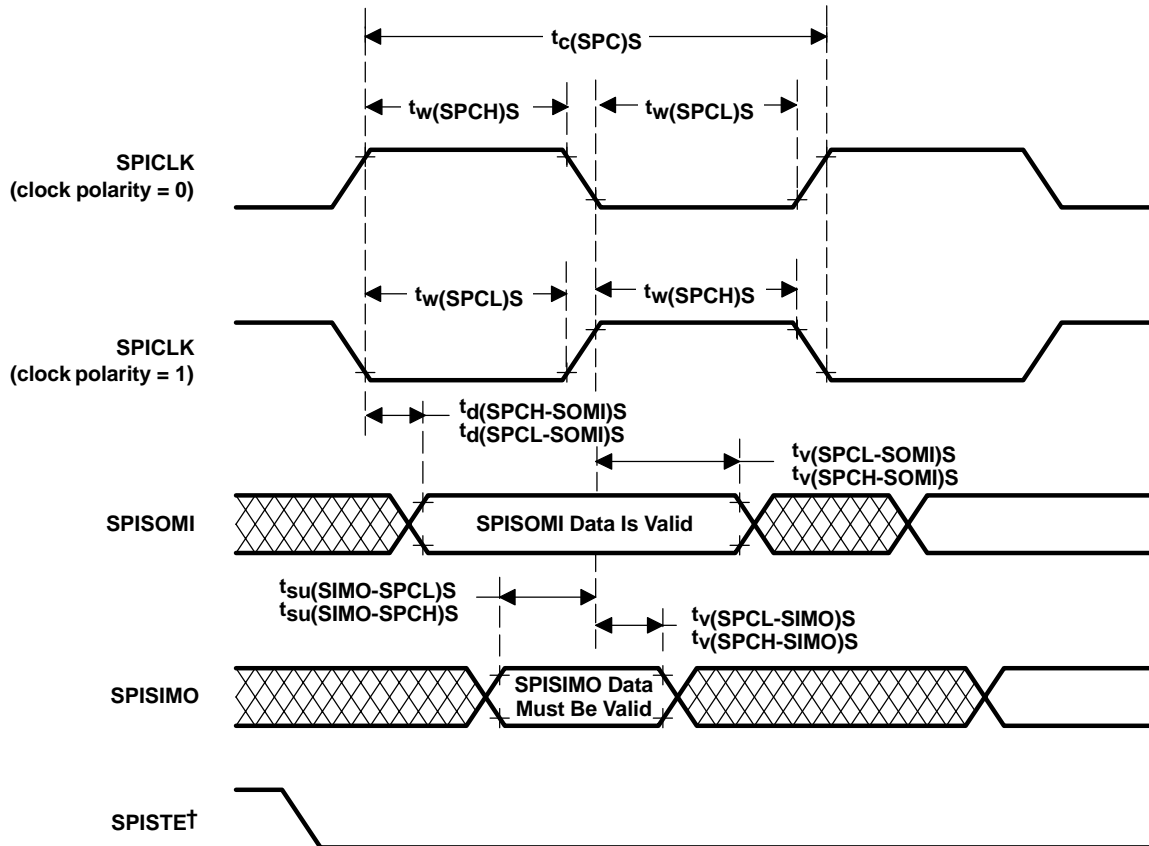 tc(SPC)S
tw(SPCH)S
tw(SPCL)S
SPICLK
(clock polarity = 0)
tw(SPCL)S
tw(SPCH)S
SPICLK
(clock polarity = 1)
td(SPCH-SOMI)S
td(SPCL-SOMI)S
tv(SPCL-SOMI)S
tv(SPCH-SOMI)S
SPISOMI
SPISOMI Data Is Valid
tsu(SIMO-SPCL)S
tsu(SIMO-SPCH)S
tv(SPCL-SIMO)S
tv(SPCH-SIMO)S
SPISIMO
SPISIMO Data
Must Be Valid
SPISTE†